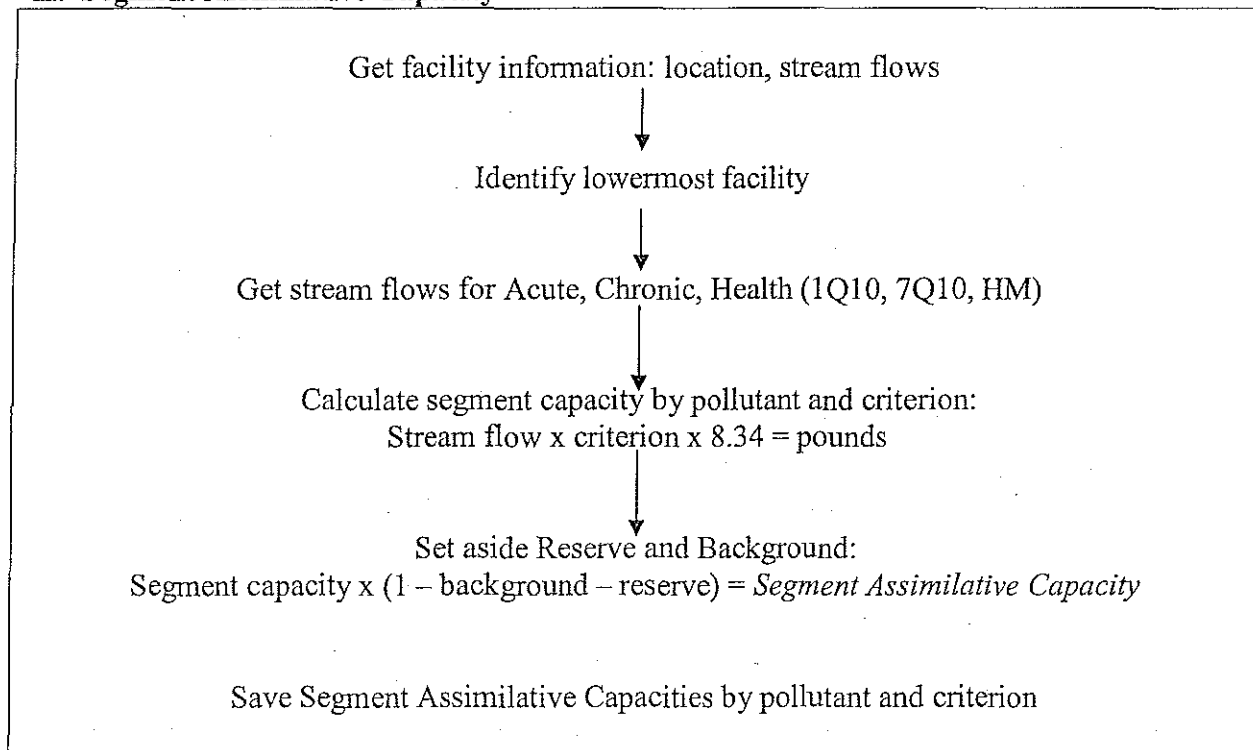 Get facility information: location, stream flows
Identify lowermost facility
Get stream flows for Acute, Chronic, Health (1Q10, 7Q10, HM)
Calculate segment capacity by pollutant and criterion:
Stream flow x criterion x 8.34 = pounds
Set aside Reserve and Background:
Segment capacity x (1 – background – reserve) = Segment Assimilative Capacity
Save Segment Assimilative Capacities by pollutant and criterion